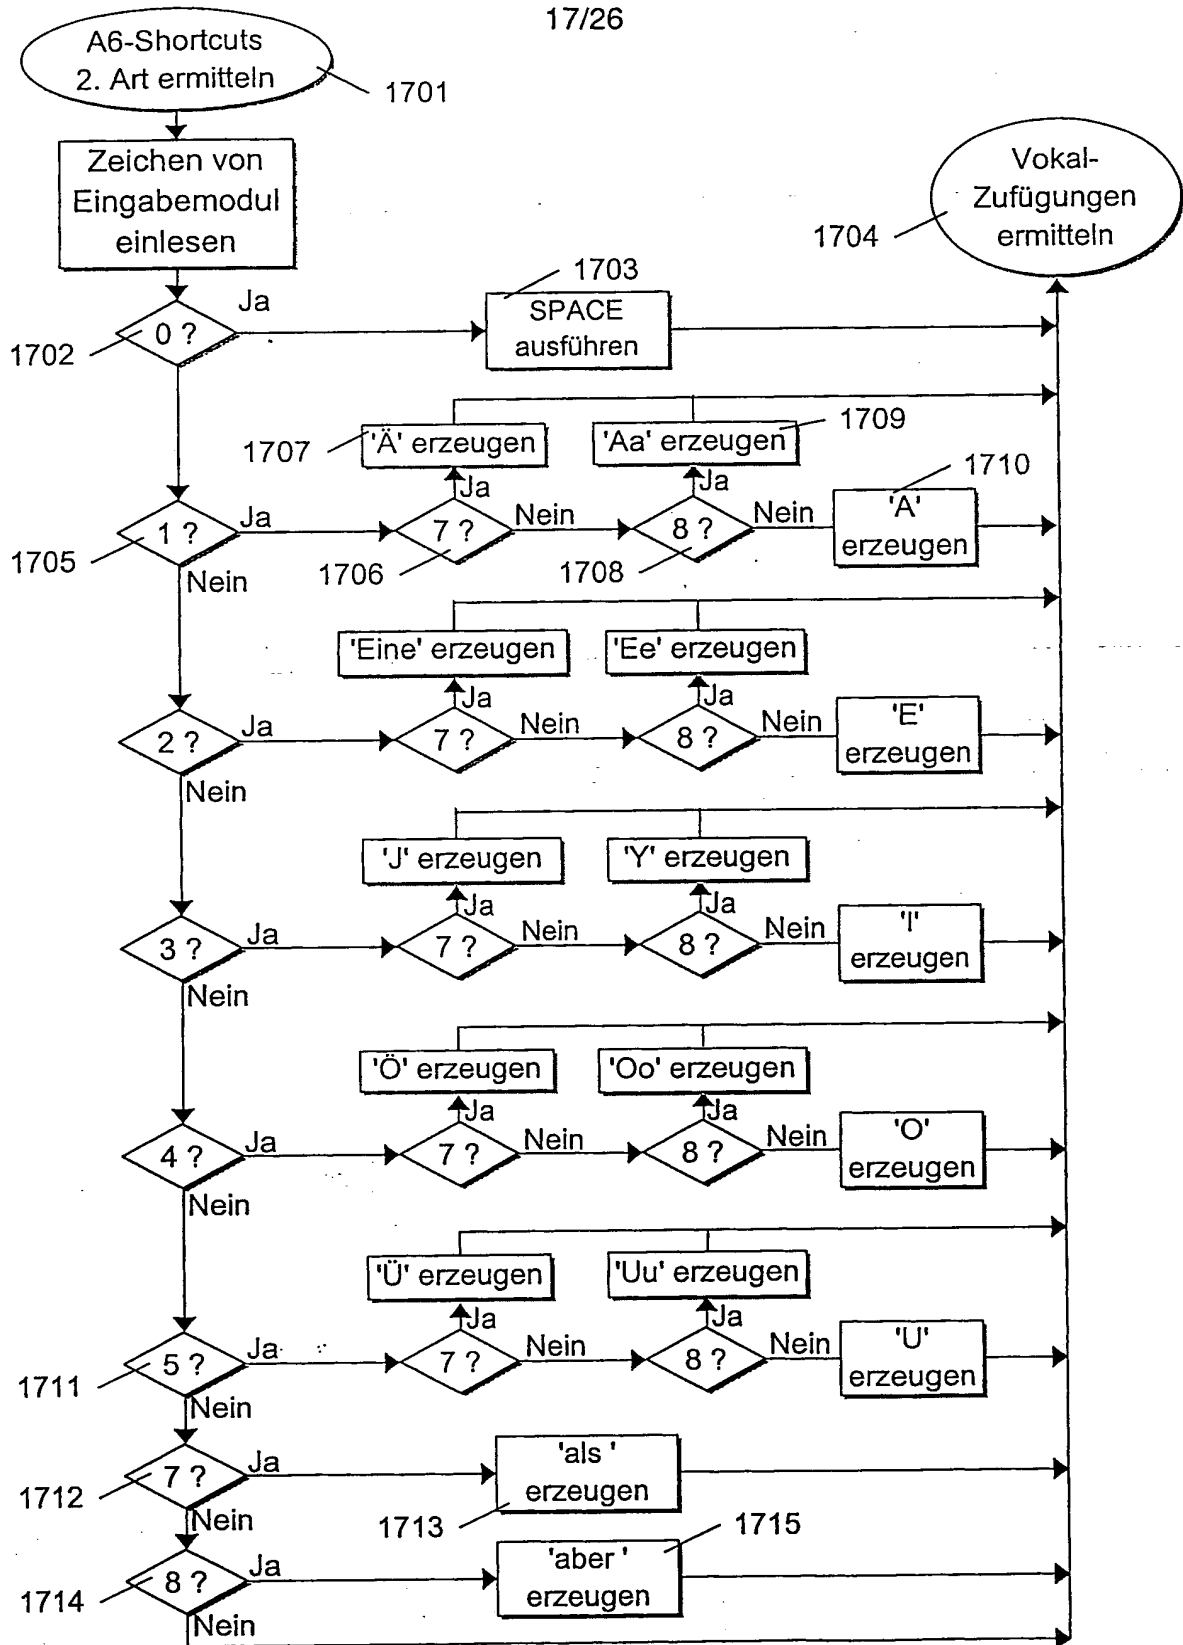 17/26
A6-Shortcuts
2. Art ermitteln
1701
Zeichen von
Eingabemodul
einlesen
Vokal-
Zufügungen
ermitteln
1704
0 ?
Ja
1702
1703
SPACE
ausführen
1707
'Ä' erzeugen
'Aa' erzeugen
1709
1710
1 ?
Ja
Nein
1705
7 ?
Ja
Nein
1706
8 ?
Ja
Nein
1708
'A'
erzeugen
'Eine' erzeugen
'Ee' erzeugen
2 ?
Ja
Nein
7 ?
Ja
Nein
8 ?
Ja
Nein
'E'
erzeugen
'J' erzeugen
'Y' erzeugen
3 ?
Ja
Nein
7 ?
Ja
Nein
8 ?
Ja
Nein
'I'
erzeugen
'Ö' erzeugen
'Oo' erzeugen
4 ?
Ja
Nein
7 ?
Ja
Nein
8 ?
Ja
Nein
'O'
erzeugen
'Ü' erzeugen
'Uu' erzeugen
5 ?
Ja
Nein
1711
7 ?
Ja
Nein
8 ?
Ja
Nein
'U'
erzeugen
7 ?
Ja
Nein
1712
'als '
erzeugen
1713
1715
8 ?
Ja
Nein
1714
'aber '
erzeugen